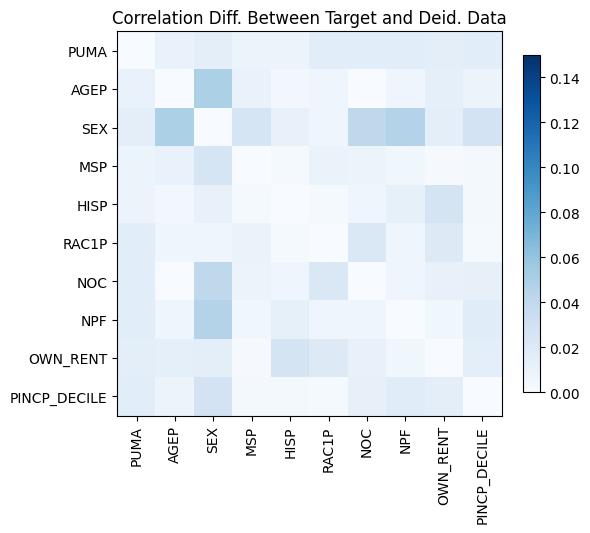 Correlation Diff. Between Target and Deid. Data
PUMA
AGEP
SEX
MSP
HISP
RAC1P
NOC
NPF
OWN_RENT
PINCP_DECILE
PUMA
AGEP
SEX
MSP
HISP
RAC1P
NOC
NPF
OWN_RENT
PINCP_DECILE
0.14
0.12
0.10
0.08
0.06
0.04
0.02
0.00